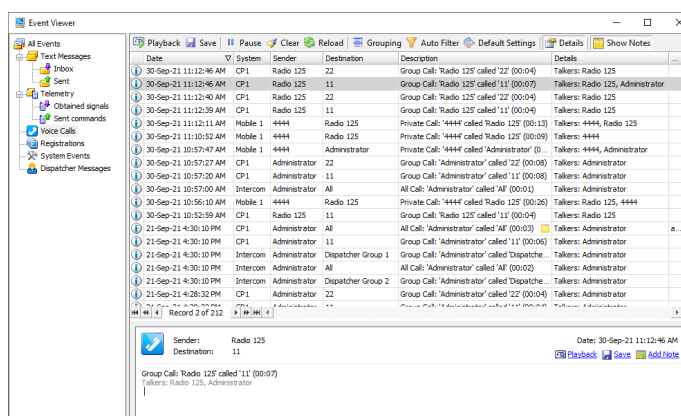 Event Viewer
All Events
Text Messages
Inbox
Sent
Telemetry
Obtained signals
Sent commands
Voice Calls
Registrations
System Events
Dispatcher Messages
Playback Save Pause Clear Reload Grouping Auto Filter Default Settings Details Show Notes
Date System Sender Destination Description Details ...
30-Sep-21 11:12:46 AM CP1 Radio 125 22 Group Call: 'Radio 125' called '22' (00:04) Talkers: Radio 125
30-Sep-21 11:12:46 AM CP1 Radio 125 11 Group Call: 'Radio 125' called '11' (00:07) Talkers: Radio 125, Administrator
30-Sep-21 11:12:40 AM CP1 Radio 125 22 Group Call: 'Radio 125' called '22' (00:04) Talkers: Radio 125
30-Sep-21 11:12:39 AM CP1 Radio 125 11 Group Call: 'Radio 125' called '11' (00:04) Talkers: Radio 125
30-Sep-21 11:12:11 AM Mobile 1 4444 Radio 125 Private Call: '4444' called 'Radio 125' (00:13) Talkers: 4444, Radio 125
30-Sep-21 11:10:52 AM Mobile 1 4444 Radio 125 Private Call: '4444' called 'Radio 125' (00:09) Talkers: 4444
30-Sep-21 10:57:47 AM Mobile 1 4444 Administrator Private Call: '4444' called 'Administrator' (0... Talkers: 4444, Administrator
30-Sep-21 10:57:27 AM CP1 Administrator 22 Group Call: 'Administrator' called '22' (00:08) Talkers: Administrator
30-Sep-21 10:57:20 AM CP1 Administrator 11 Group Call: 'Administrator' called '11' (00:08) Talkers: Administrator
30-Sep-21 10:57:00 AM Intercom Administrator All All Call: 'Administrator' called 'All' (00:01) Talkers: Administrator
30-Sep-21 10:56:10 AM Mobile 1 4444 Radio 125 Private Call: '4444' called 'Radio 125' (00:26) Talkers: Radio 125, 4444
30-Sep-21 10:52:59 AM CP1 Radio 125 11 Group Call: 'Radio 125' called '11' (00:04) Talkers: Radio 125
21-Sep-21 4:30:10 PM CP1 Administrator All All Call: 'Administrator' called 'All' (00:03) Talkers: Administrator a...
21-Sep-21 4:30:10 PM CP1 Administrator 11 Group Call: 'Administrator' called '11' (00:06) Talkers: Administrator
21-Sep-21 4:30:10 PM Intercom Administrator Dispatcher Group 1 Group Call: 'Administrator' called 'Dispatche... Talkers: Administrator
21-Sep-21 4:30:10 PM Intercom Administrator All All Call: 'Administrator' called 'All' (00:02) Talkers: Administrator
21-Sep-21 4:30:10 PM Intercom Administrator Dispatcher Group 2 Group Call: 'Administrator' called 'Dispatche... Talkers: Administrator
21-Sep-21 4:28:32 PM CP1 Administrator 22 Group Call: 'Administrator' called '22' (00:04) Talkers: Administrator
Record 2 of 212
Sender: Radio 125 Date: 30-Sep-21 11:12:46 AM
Destination: 11 Playback Save Add Note
Group Call: 'Radio 125' called '11' (00:07)
Talkers: Radio 125, Administrator